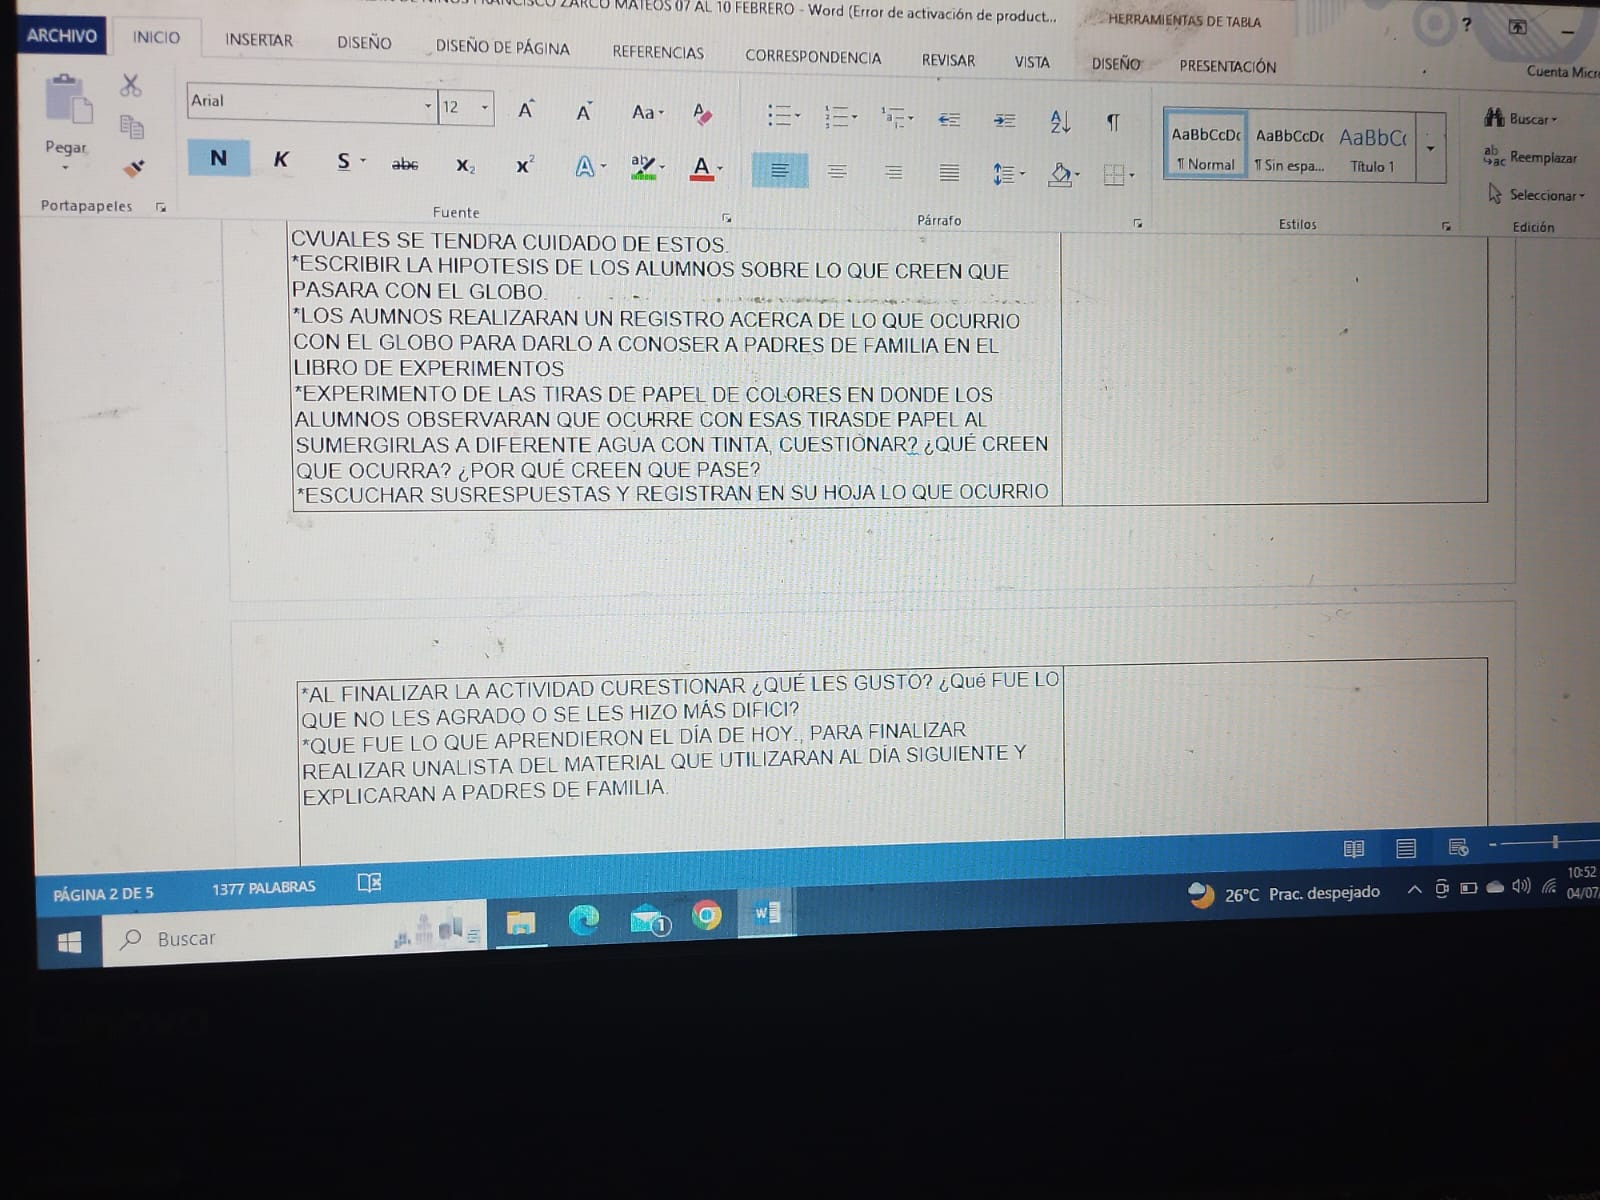 ZARCO MATEOS 07 AL 10 FEBRERO - Word (Error de activación de product...
HERRAMIENTAS DE TABLA
?
ARCHIVO INICIO INSERTAR DISEÑO DISEÑO DE PÁGINA REFERENCIAS CORRESPONDENCIA REVISAR VISTA DISEÑO PRESENTACIÓN
Cuenta Micr
Pegar
Arial 12
Aa
N K S abc X₂ X²
AaBbCcDc AaBbCcDc AaBbC
¶ Normal ¶ Sin espa... Título 1
Buscar
Reemplazar
Seleccionar
Portapapeles Fuente Párrafo Estilos Edición
CVUALES SE TENDRA CUIDADO DE ESTOS.
*ESCRIBIR LA HIPOTESIS DE LOS ALUMNOS SOBRE LO QUE CREEN QUE
PASARA CON EL GLOBO.
*LOS AUMNOS REALIZARAN UN REGISTRO ACERCA DE LO QUE OCURRIO
CON EL GLOBO PARA DARLO A CONOSER A PADRES DE FAMILIA EN EL
LIBRO DE EXPERIMENTOS
*EXPERIMENTO DE LAS TIRAS DE PAPEL DE COLORES EN DONDE LOS
ALUMNOS OBSERVARAN QUE OCURRE CON ESAS TIRASDE PAPEL AL
SUMERGIRLAS A DIFERENTE AGUA CON TINTA, CUESTIONAR? ¿QUÉ CREEN
QUE OCURRA? ¿POR QUÉ CREEN QUE PASE?
*ESCUCHAR SUSRESPUESTAS Y REGISTRAN EN SU HOJA LO QUE OCURRIO
*AL FINALIZAR LA ACTIVIDAD CURESTIONAR ¿QUÉ LES GUSTO? ¿Qué FUE LO
QUE NO LES AGRADO O SE LES HIZO MÁS DIFICI?
*QUE FUE LO QUE APRENDIERON EL DÍA DE HOY., PARA FINALIZAR
REALIZAR UNALISTA DEL MATERIAL QUE UTILIZARAN AL DÍA SIGUIENTE Y
EXPLICARAN A PADRES DE FAMILIA.
PÁGINA 2 DE 5 1377 PALABRAS
Buscar
1
26°C Prac. despejado
10:52
04/07